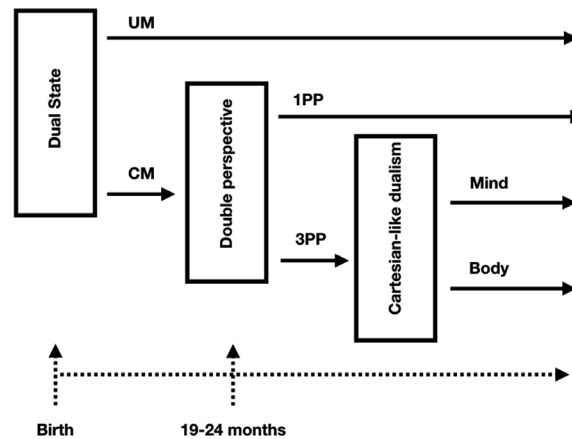 UM
Dual State
1PP
CM
Double perspective
Mind
3PP
Cartesian-like dualism
Body
Birth
19-24 months